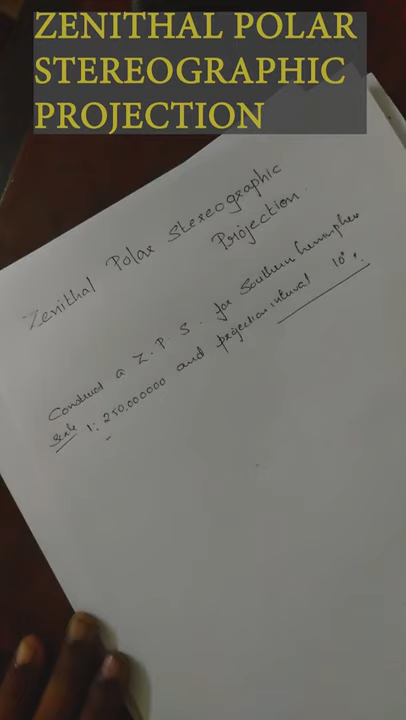 ZENITHAL POLAR
STEREOGRAPHIC
PROJECTION
Zenithal Polar Stereographic
Projection.
Construct a Z. P. S. for Southern hemisphere
Scale 1: 250,000000 and projection interval 10°.